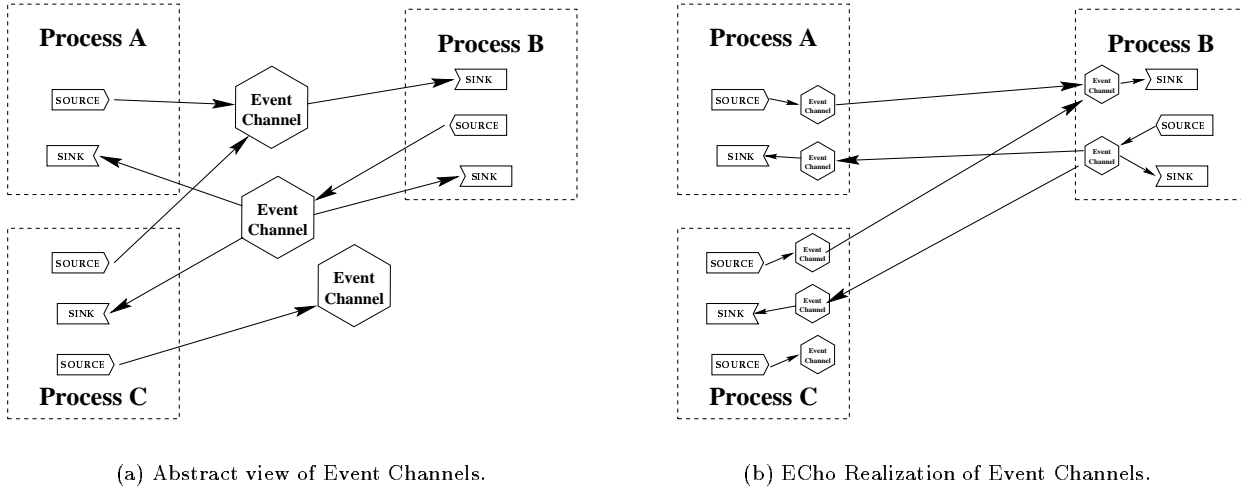 Process A
SOURCE
SINK
Event
Channel
Process B
SINK
SOURCE
SINK
Event
Channel
SOURCE
SINK
SOURCE
Process C
Event
Channel
(a) Abstract view of Event Channels.
Process A
SOURCE
Event
Channel
SINK
Event
Channel
Process B
Event
Channel
SINK
SOURCE
Event
Channel
SINK
SOURCE
Event
Channel
SINK
Event
Channel
SOURCE
Event
Channel
Process C
(b) ECho Realization of Event Channels.